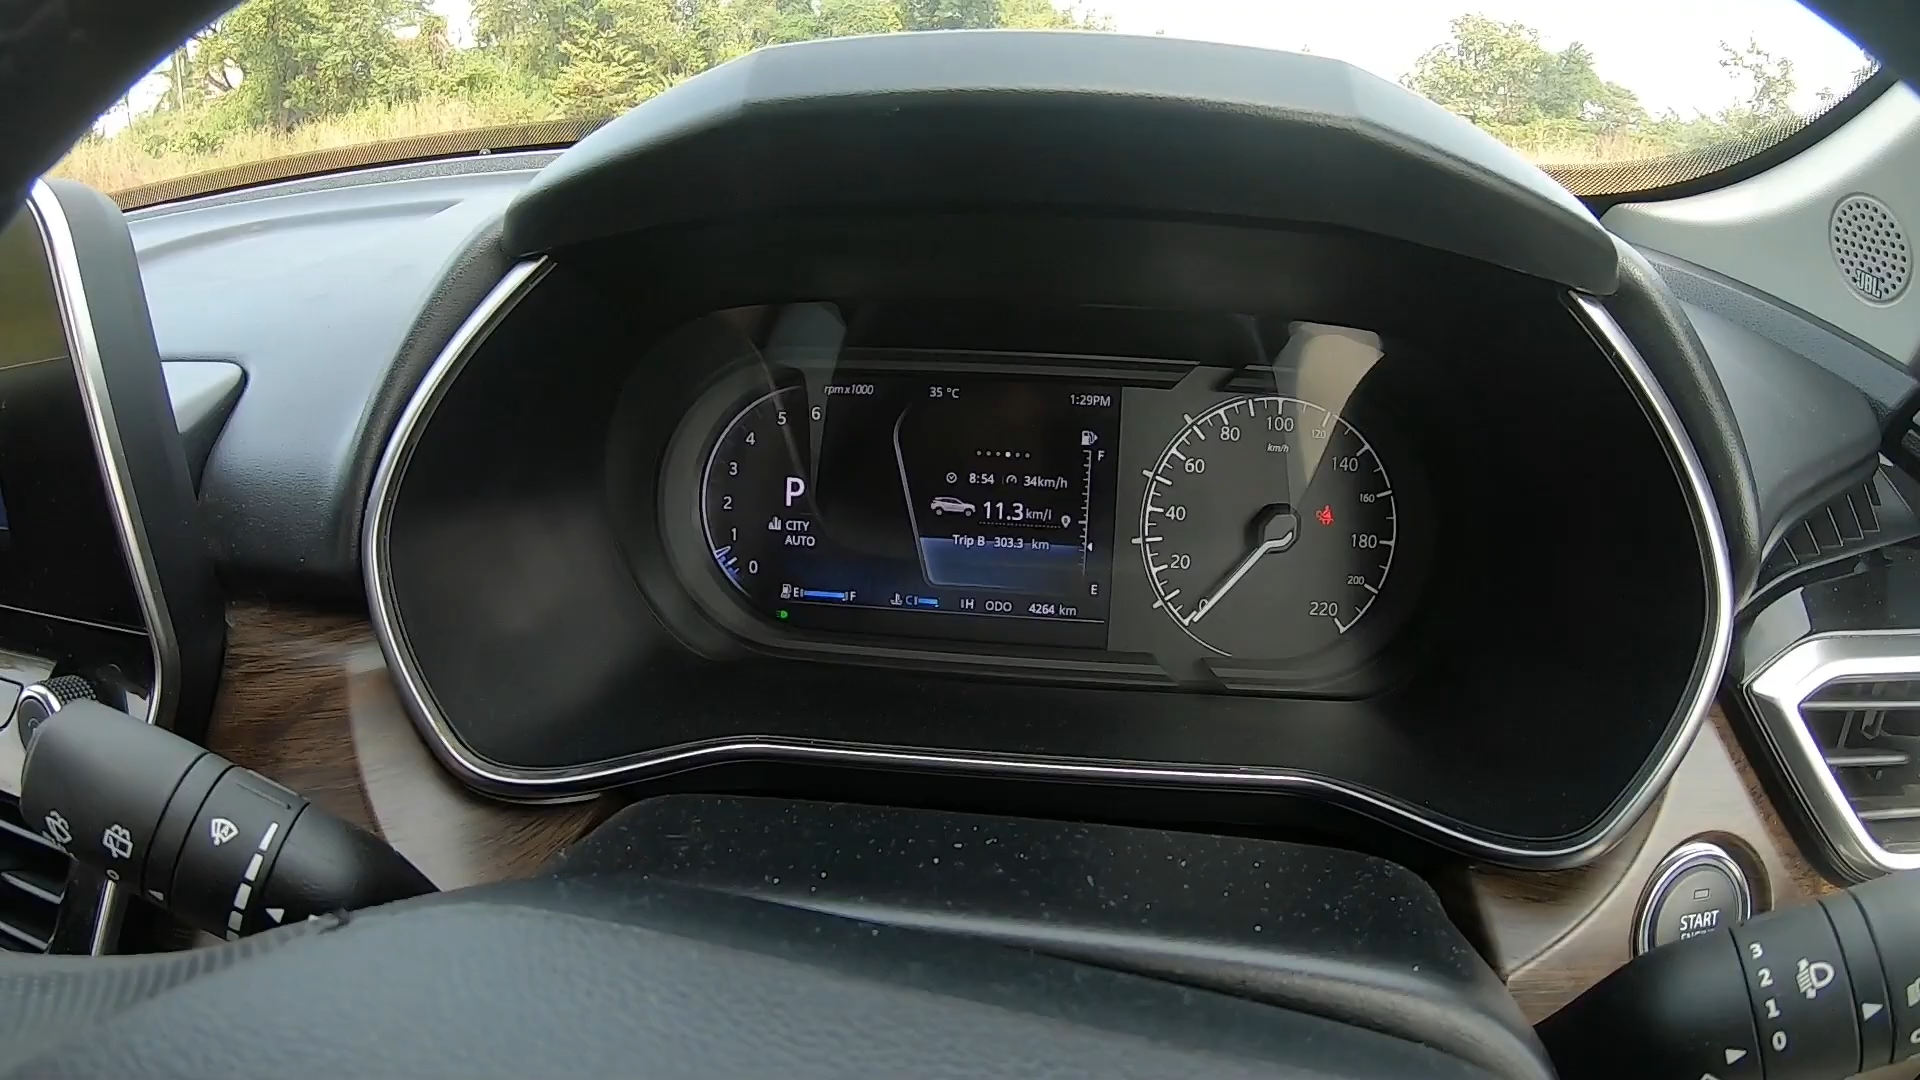 rpm x1000
35 °C
1:29PM
6
5
4
3
2
1
0
P
CITY
AUTO
8:54 34km/h
11.3 km/l
Trip B 303.3 km
F
E
E F
C H ODO 4264 km
0
20
40
60
80
100
120
140
160
180
200
220
km/h
JBL
START
3
2
1
0
0